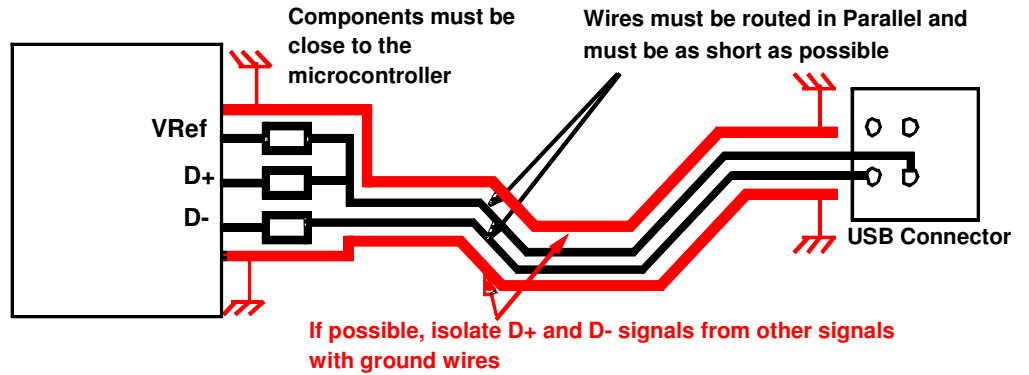 Components must be
close to the
microcontroller
Wires must be routed in Parallel and
must be as short as possible
VRef
D+
D-
USB Connector
If possible, isolate D+ and D- signals from other signals
with ground wires